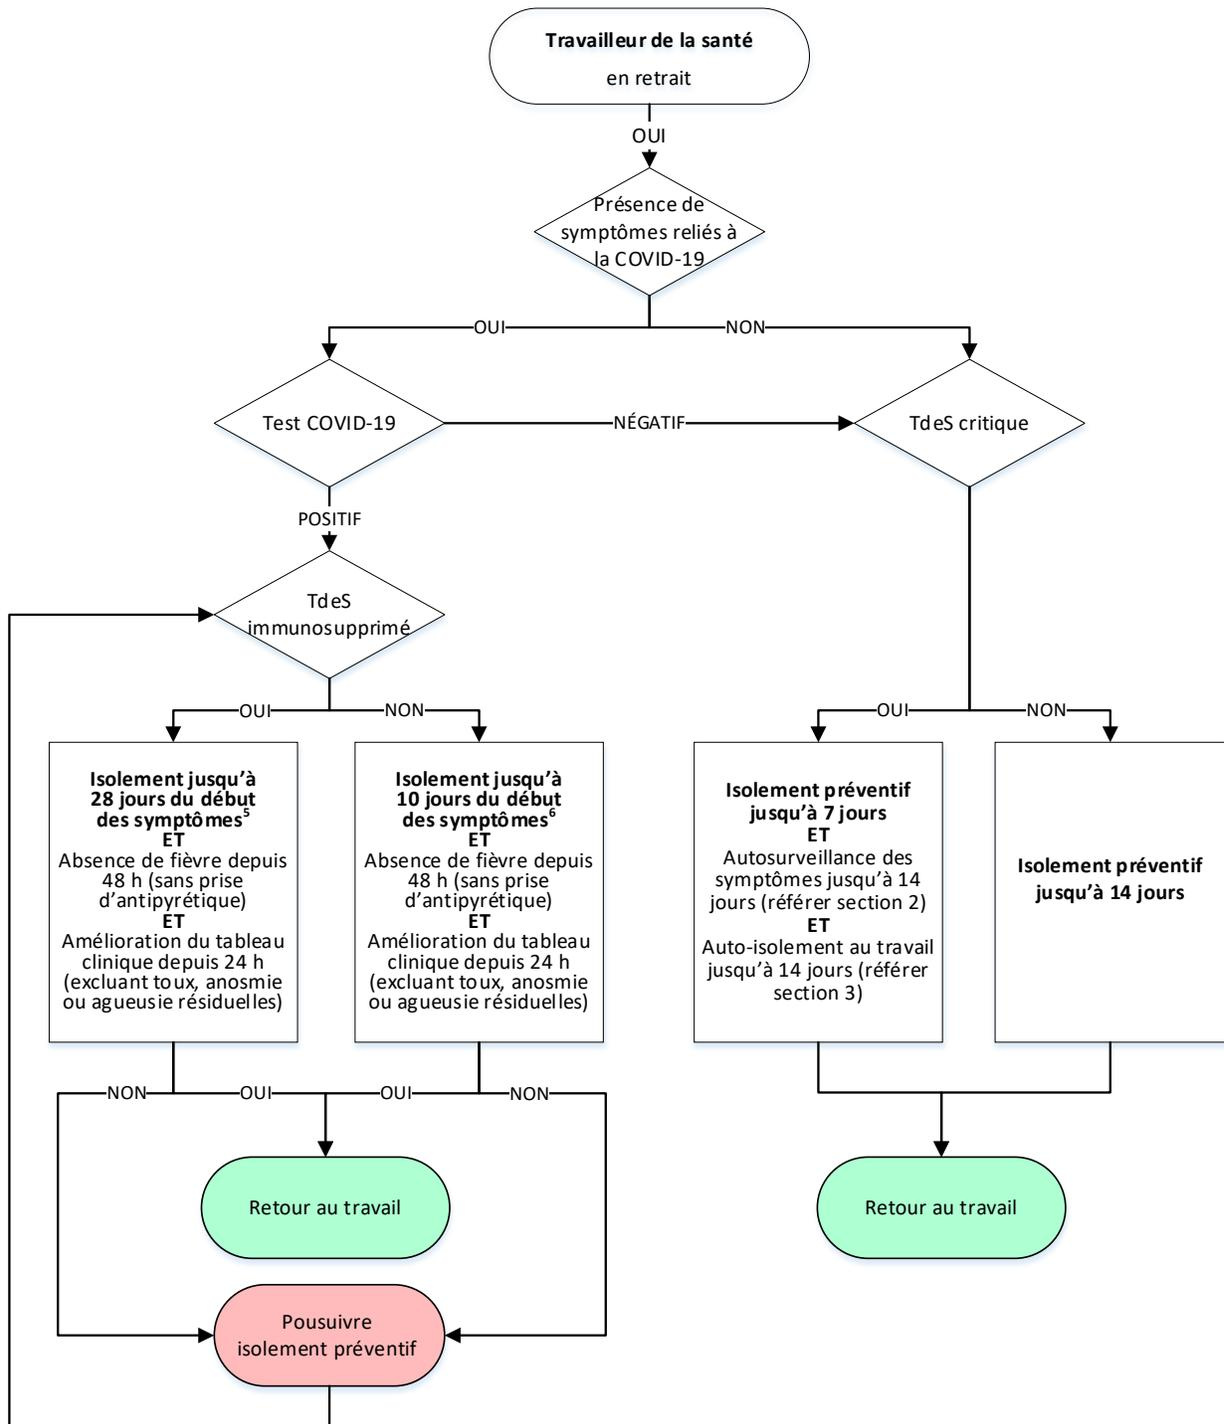 Travailleur de la santé
en retrait
OUI
Présence de
symptômes reliés à
la COVID-19
OUI
NON
Test COVID-19
NÉGATIF
TdeS critique
POSITIF
TdeS
immunosupprimé
OUI
NON
OUI
NON
Isolement jusqu'à
28 jours du début
des symptômes⁵
ET
Absence de fièvre depuis
48 h (sans prise
d'antipyrétique)
ET
Amélioration du tableau
clinique depuis 24 h
(excluant toux, anosmie
ou agueusie résiduelles)
Isolement jusqu'à
10 jours du début
des symptômes⁶
ET
Absence de fièvre depuis
48 h (sans prise
d'antipyrétique)
ET
Amélioration du tableau
clinique depuis 24 h
(excluant toux, anosmie
ou agueusie résiduelles)
Isolement préventif
jusqu'à 7 jours
ET
Autosurveillance des
symptômes jusqu'à 14
jours (référer section 2)
ET
Auto-isolement au travail
jusqu'à 14 jours (référer
section 3)
Isolement préventif
jusqu'à 14 jours
NON
OUI
OUI
NON
Retour au travail
Retour au travail
Pousuivre
isolement préventif